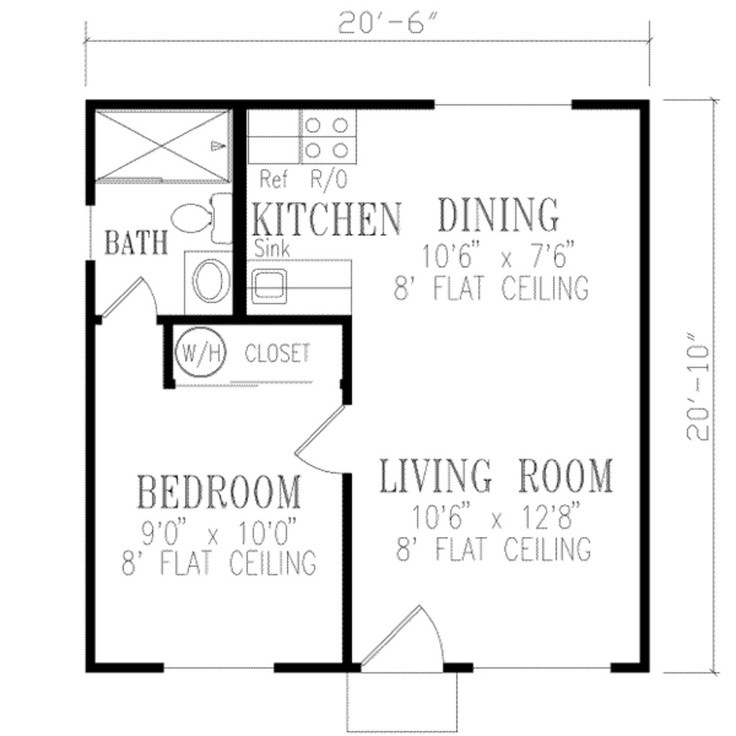 20'-6"
Ref R/O
KITCHEN
DINING
10'6" x 7'6"
8' FLAT CEILING
BATH
Sink
W/H
CLOSET
20'-10"
BEDROOM
9'0" x 10'0"
8' FLAT CEILING
LIVING ROOM
10'6" x 12'8"
8' FLAT CEILING